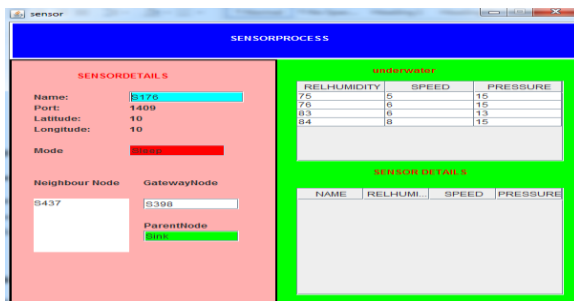 sensor
SENSORPROCESS
SENSORDETAILS
Name: S176
Port: 1409
Latitude: 10
Longitude: 10
Mode Sleep
Neighbour Node GatewayNode
S437 S398
ParentNode
Sink
underwater
RELHUMIDITY SPEED PRESSURE
75 5 15
76 6 15
83 6 13
84 8 15
SENSOR DETAILS
NAME RELHUMI... SPEED PRESSURE